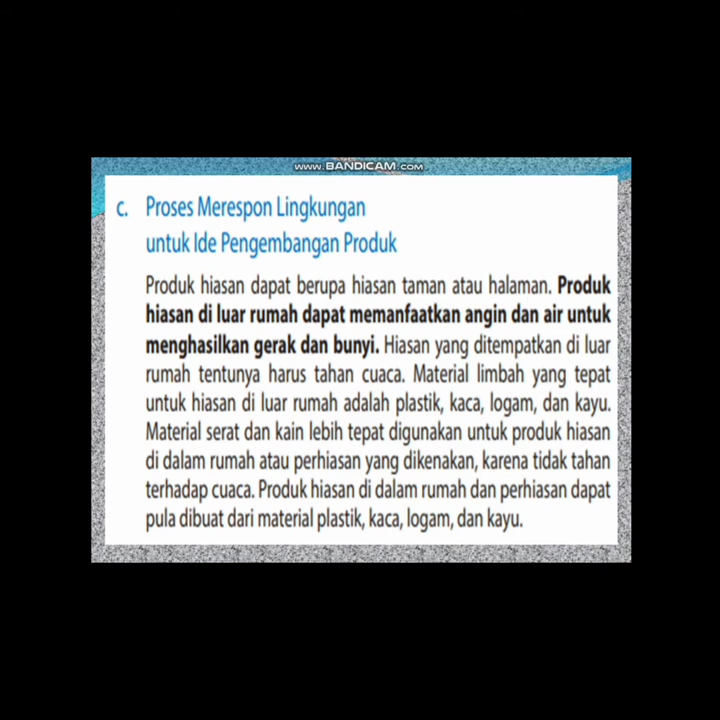 www.BANDICAM.com
c. Proses Merespon Lingkungan
untuk Ide Pengembangan Produk
Produk hiasan dapat berupa hiasan taman atau halaman. Produk
hiasan di luar rumah dapat memanfaatkan angin dan air untuk
menghasilkan gerak dan bunyi. Hiasan yang ditempatkan di luar
rumah tentunya harus tahan cuaca. Material limbah yang tepat
untuk hiasan di luar rumah adalah plastik, kaca, logam, dan kayu.
Material serat dan kain lebih tepat digunakan untuk produk hiasan
di dalam rumah atau perhiasan yang dikenakan, karena tidak tahan
terhadap cuaca. Produk hiasan di dalam rumah dan perhiasan dapat
pula dibuat dari material plastik, kaca, logam, dan kayu.